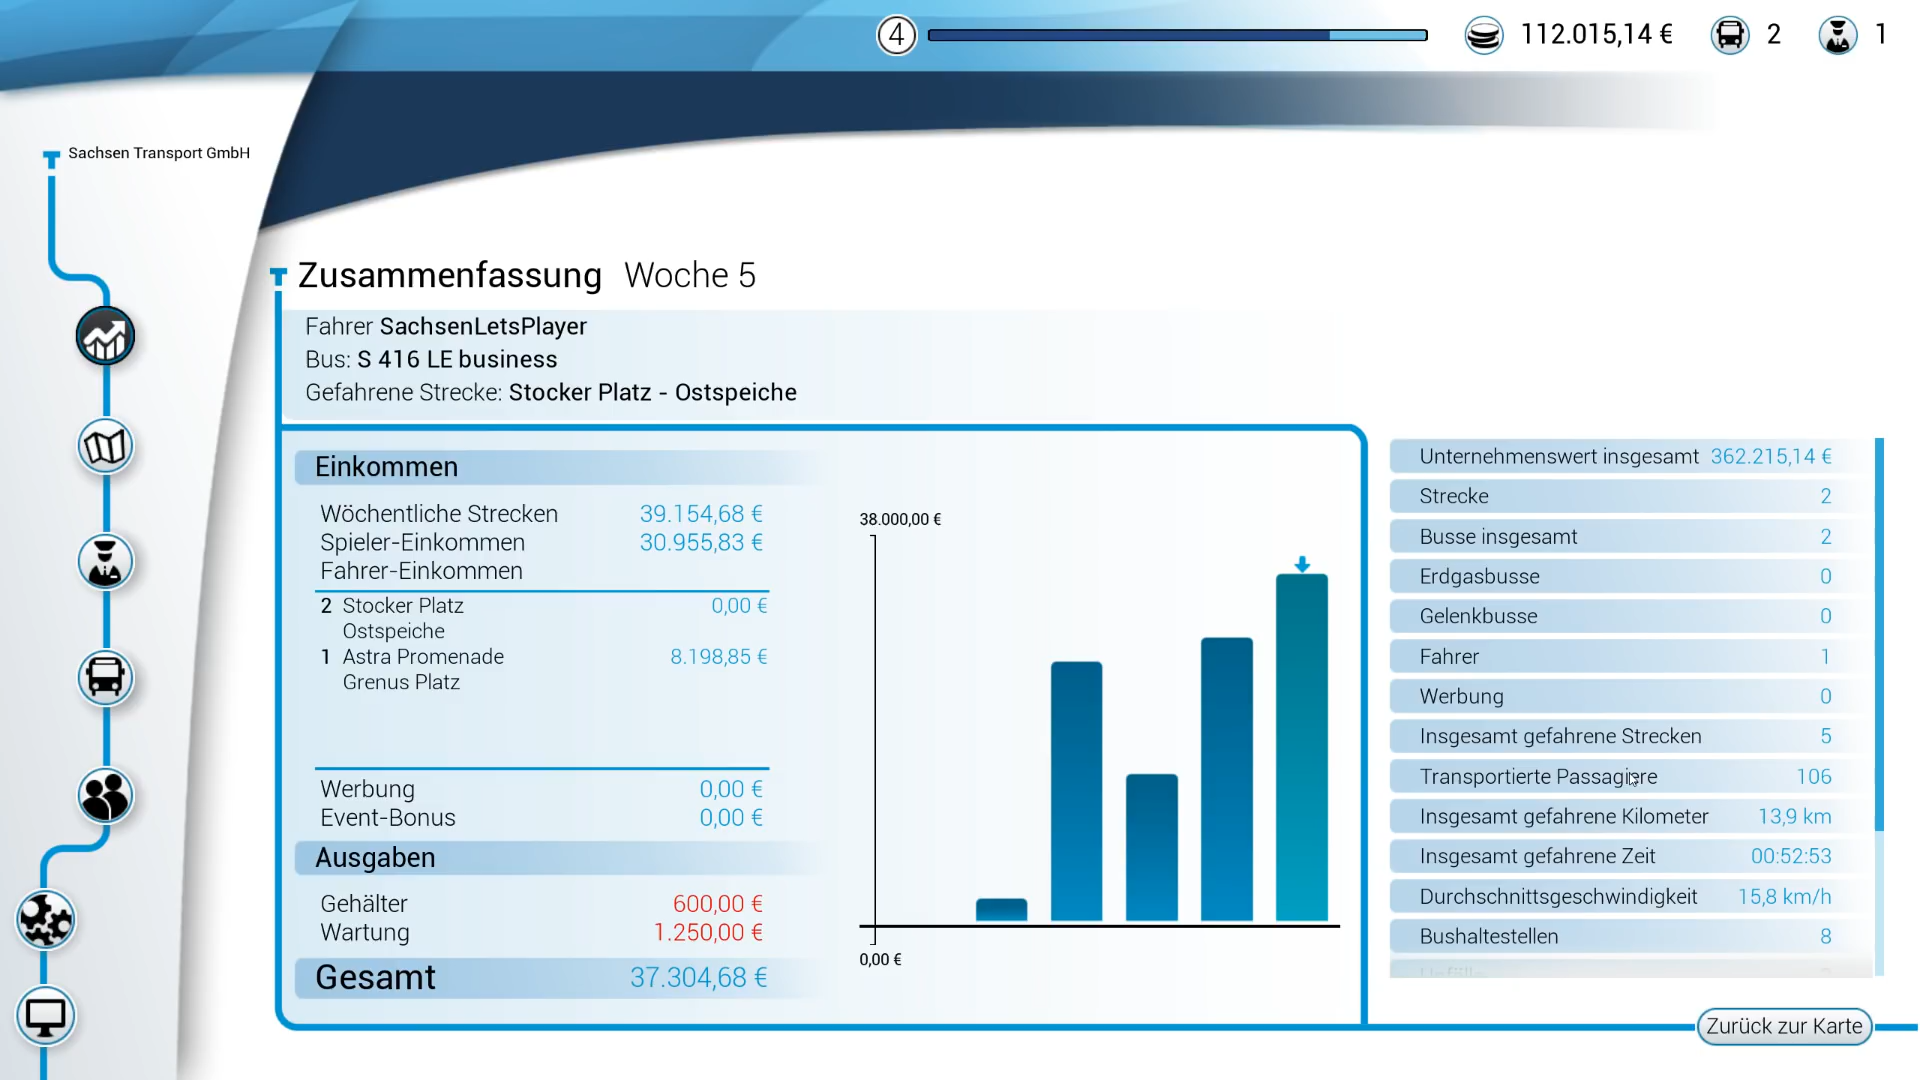 4
112.015,14 €
2
1
Sachsen Transport GmbH
Zusammenfassung Woche 5
Fahrer SachsenLetsPlayer
Bus: S 416 LE business
Gefahrene Strecke: Stocker Platz - Ostspeiche
Einkommen
Wöchentliche Strecken 39.154,68 €
Spieler-Einkommen 30.955,83 €
Fahrer-Einkommen
2 Stocker Platz 0,00 €
Ostspeiche
1 Astra Promenade 8.198,85 €
Grenus Platz
Werbung 0,00 €
Event-Bonus 0,00 €
Ausgaben
Gehälter 600,00 €
Wartung 1.250,00 €
Gesamt 37.304,68 €
38.000,00 €
0,00 €
Unternehmenswert insgesamt 362.215,14 €
Strecke 2
Busse insgesamt 2
Erdgasbusse 0
Gelenkbusse 0
Fahrer 1
Werbung 0
Insgesamt gefahrene Strecken 5
Transportierte Passagiere 106
Insgesamt gefahrene Kilometer 13,9 km
Insgesamt gefahrene Zeit 00:52:53
Durchschnittsgeschwindigkeit 15,8 km/h
Bushaltestellen 8
Zurück zur Karte